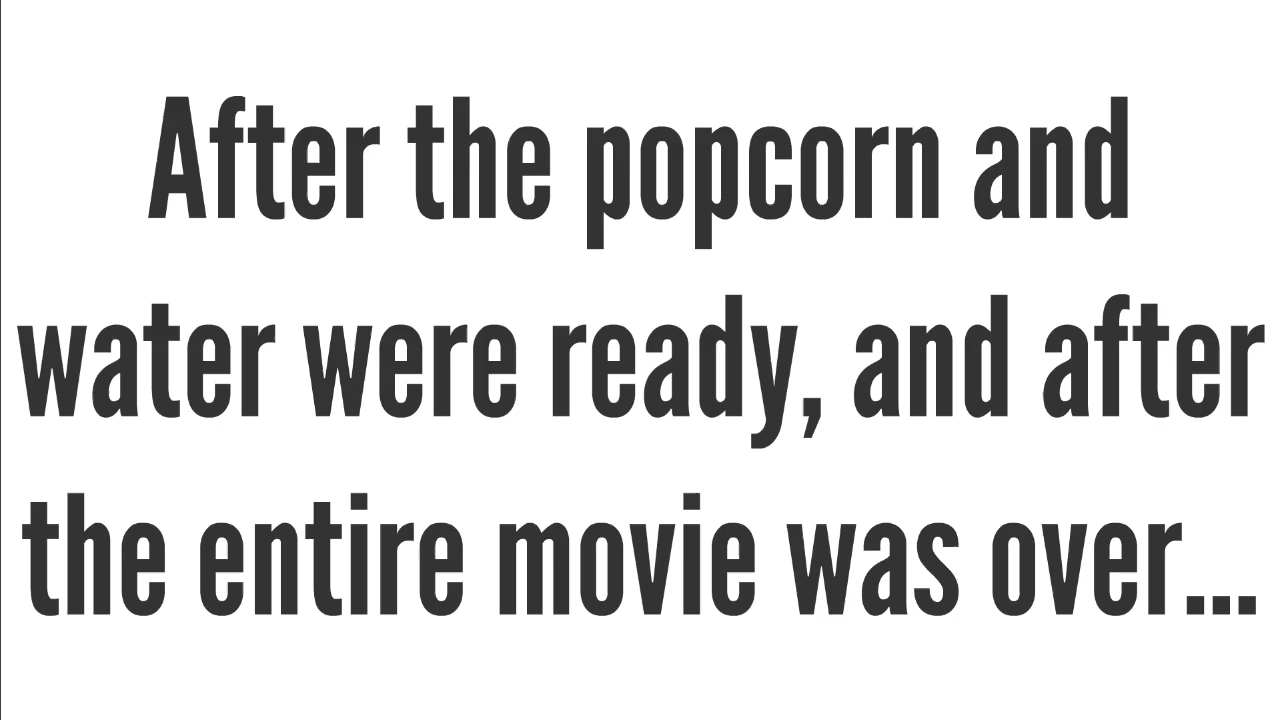 After the popcorn and
water were ready, and after
the entire movie was over...